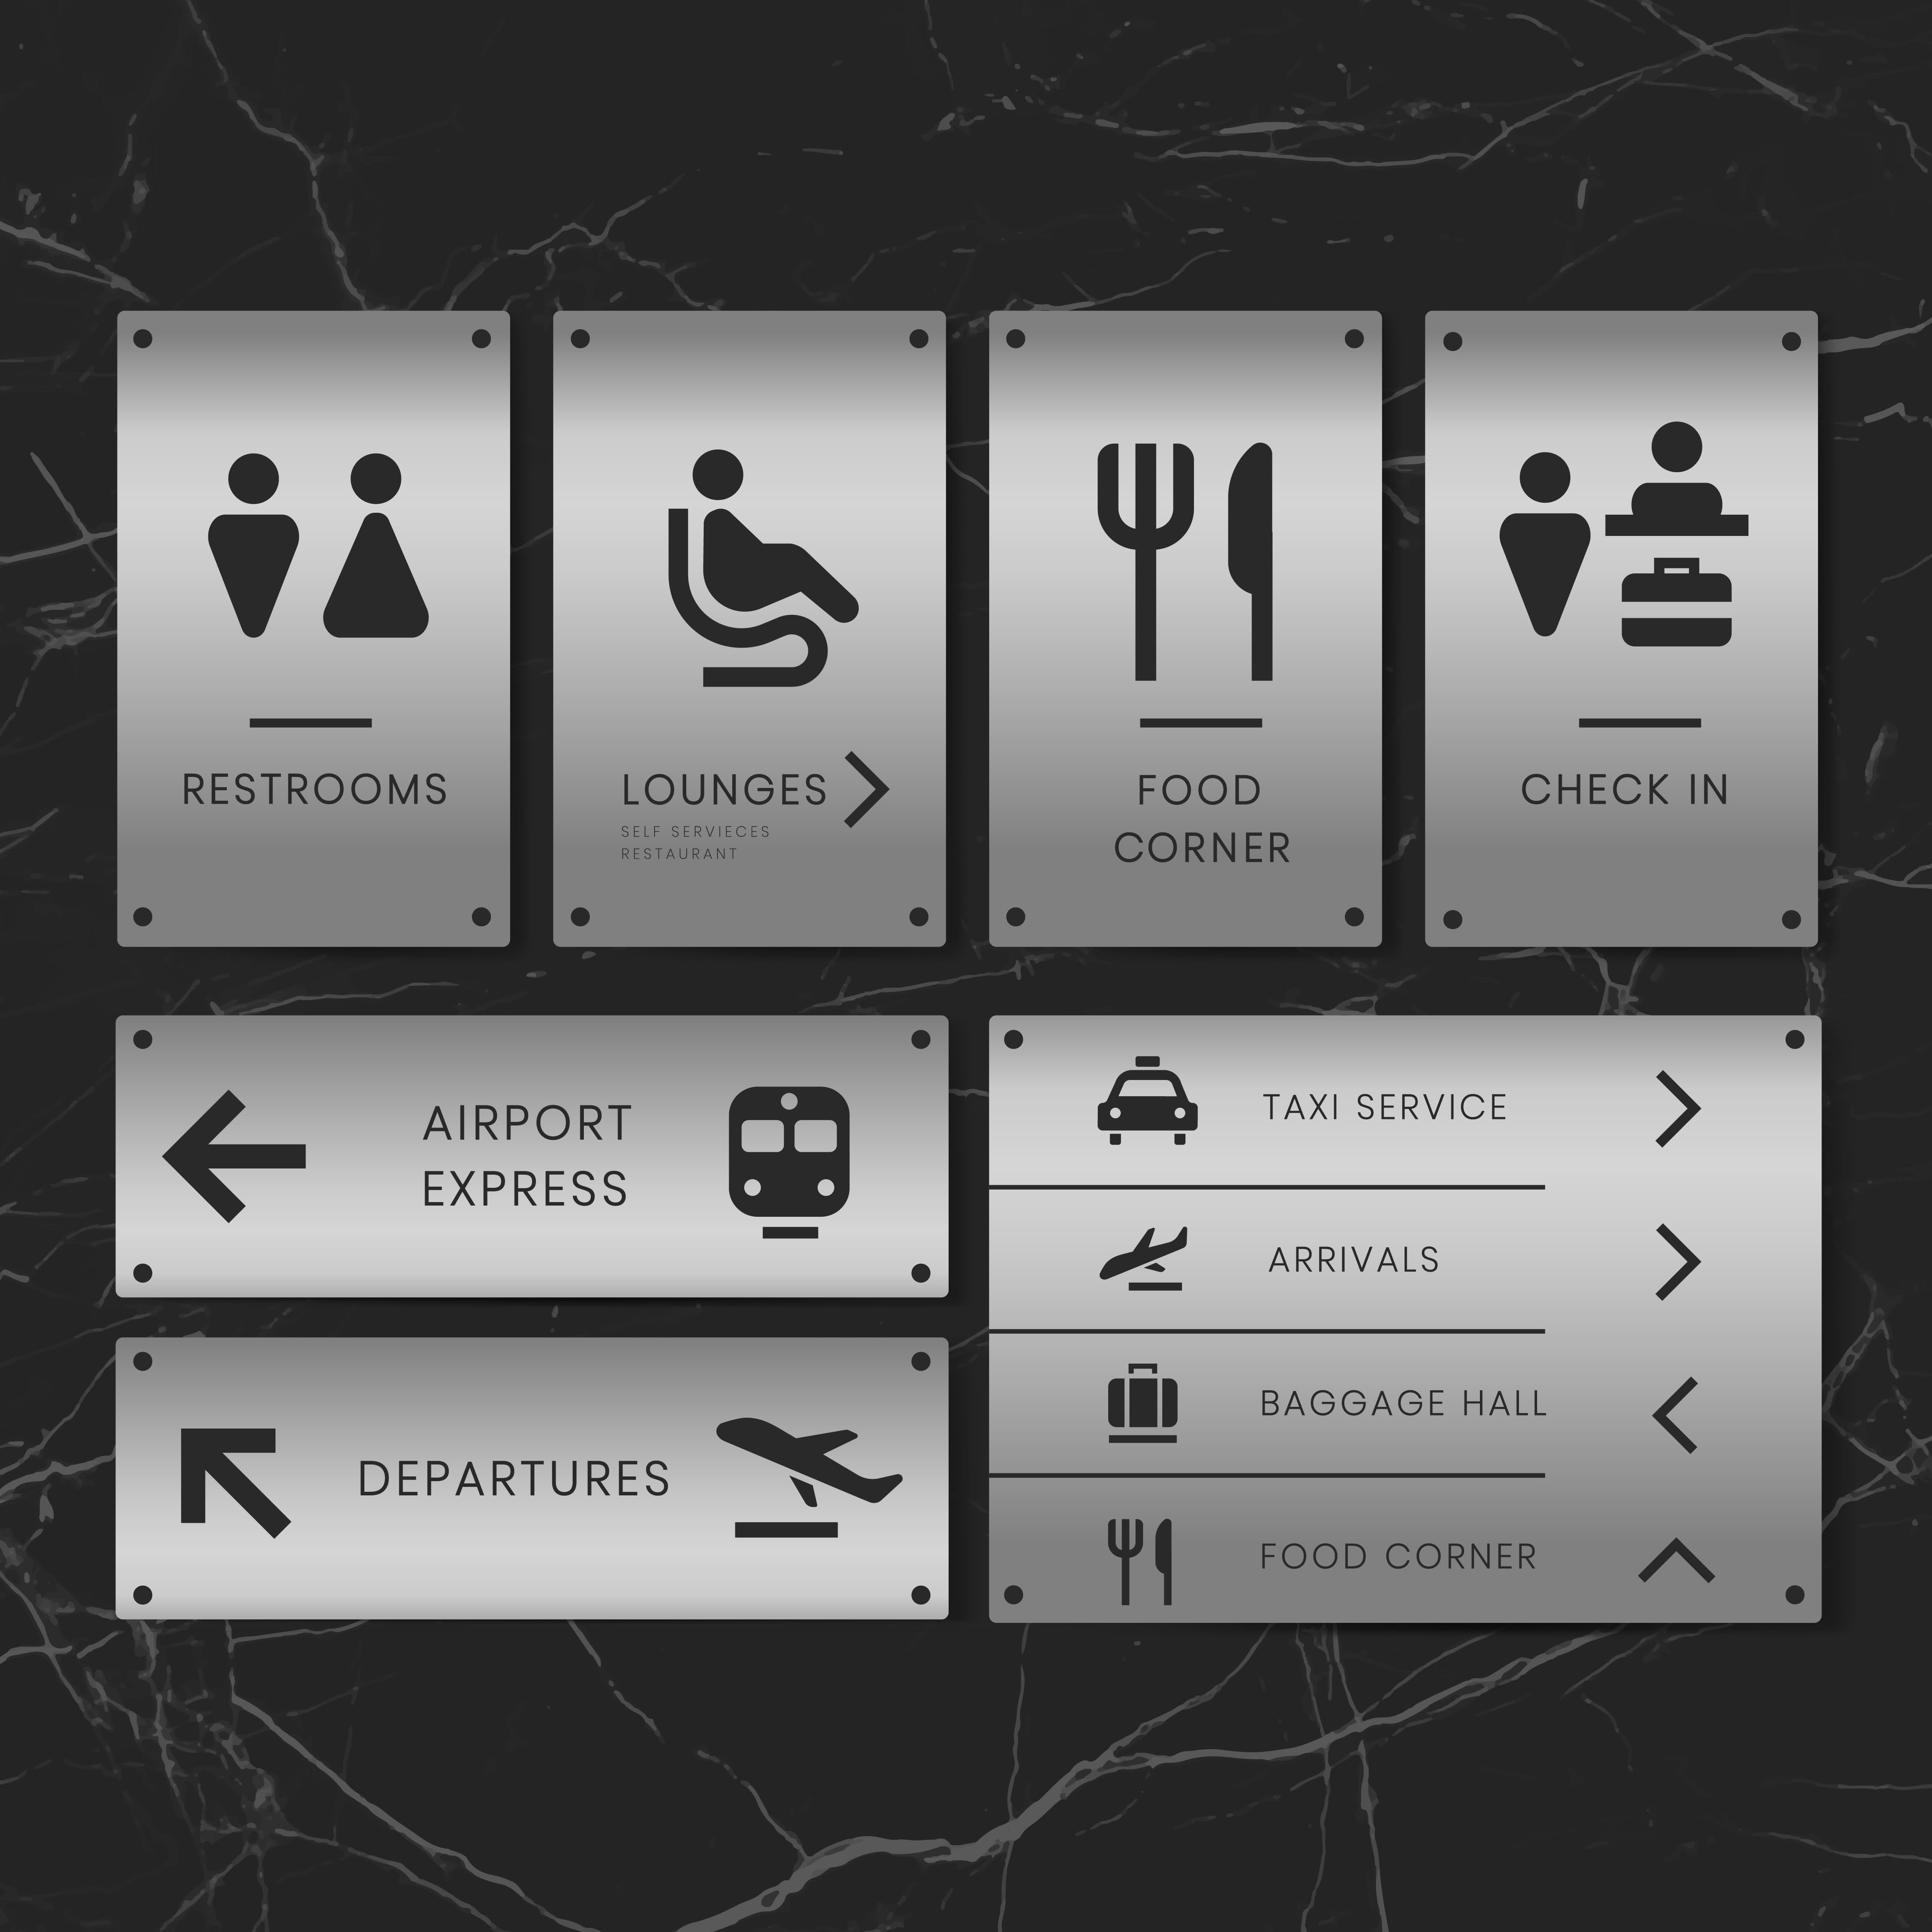 RESTROOMS
LOUNGES
SELF SERVIECES
RESTAURANT
FOOD
CORNER
CHECK IN
AIRPORT
EXPRESS
DEPARTURES
TAXI SERVICE
ARRIVALS
BAGGAGE HALL
FOOD CORNER